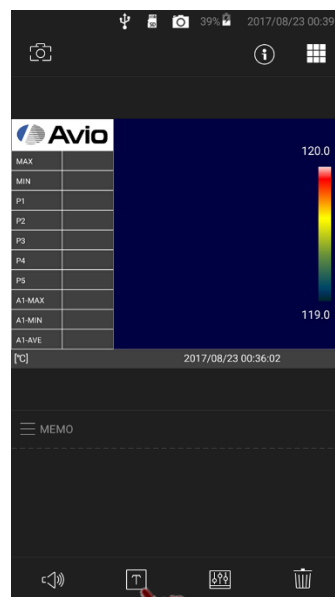 39% 2017/08/23 00:39
Avio
120.0
MAX
MIN
P1
P2
P3
P4
P5
A1-MAX
A1-MIN
119.0
A1-AVE
[℃] 2017/08/23 00:36:02
MEMO
T